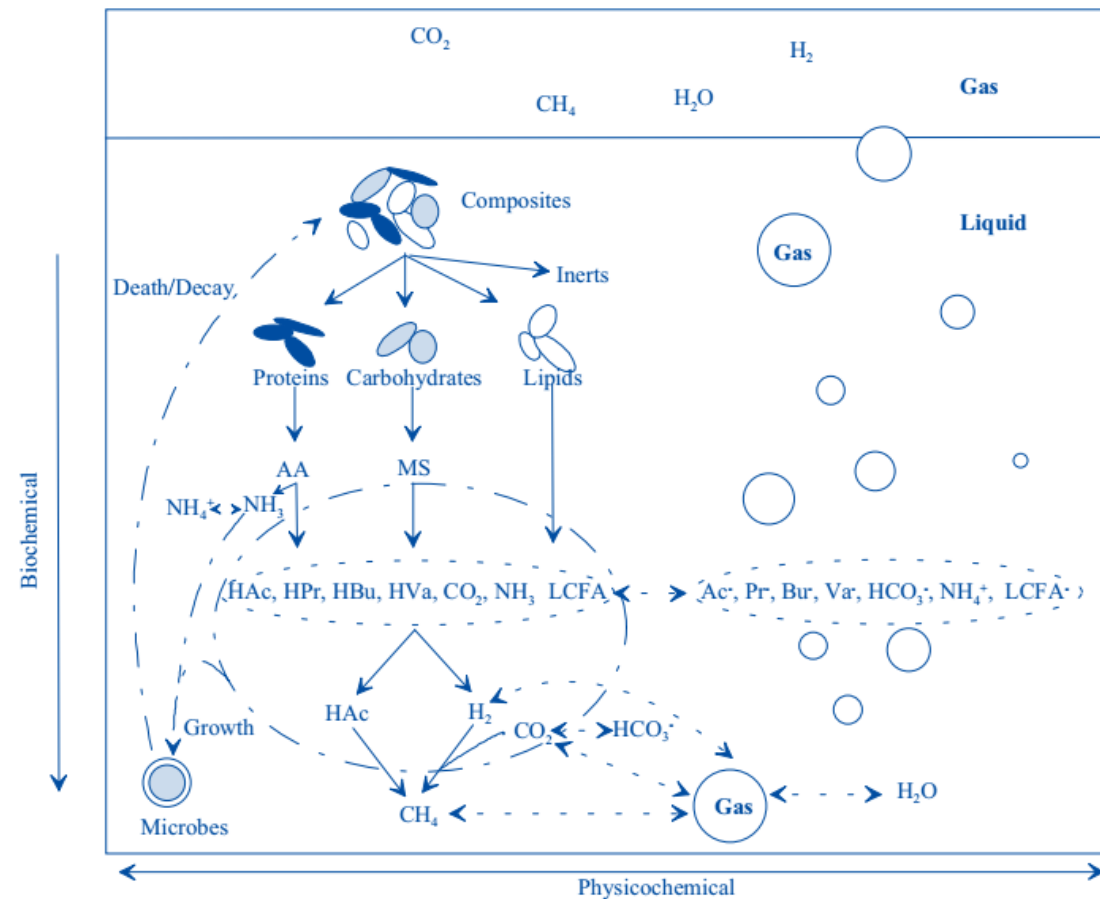 CO₂
H₂
Gas
CH₄
H₂O
Composites
Liquid
Gas
Inerts
Death/Decay
Proteins
Carbohydrates
Lipids
Biochemical
AA
MS
NH₄⁺
NH₃
HAc, HPr, HBu, HVa, CO₂, NH₃ LCFA
Ac⁻, Pr⁻, Bu⁻, Va⁻, HCO₃⁻, NH₄⁺, LCFA⁻
HAc
H₂
Growth
CO₂
HCO₃⁻
Gas
H₂O
CH₄
Microbes
Physicochemical